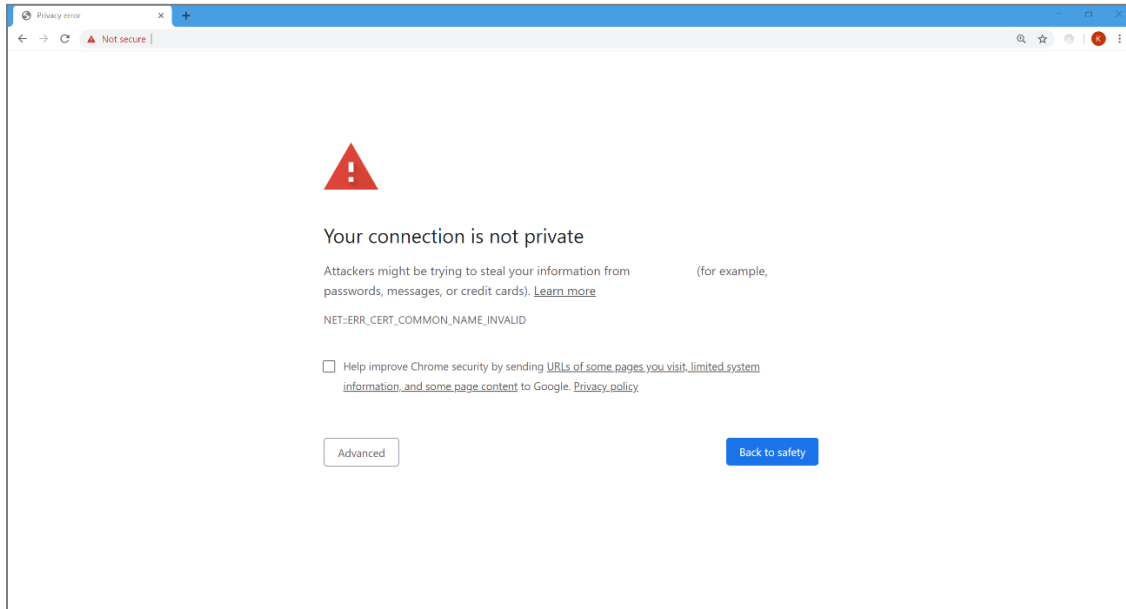 Privacy error
Not secure
K
Your connection is not private
Attackers might be trying to steal your information from (for example,
passwords, messages, or credit cards). Learn more
NET::ERR_CERT_COMMON_NAME_INVALID
Help improve Chrome security by sending URLs of some pages you visit, limited system
information, and some page content to Google. Privacy policy
Advanced
Back to safety